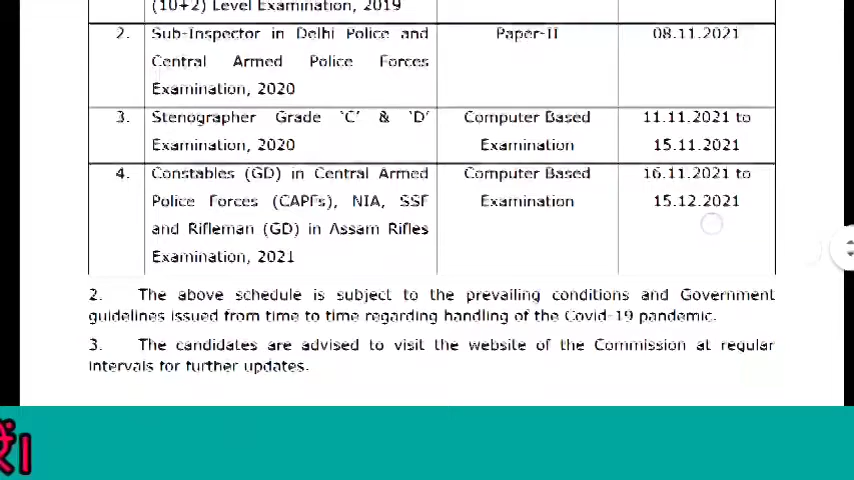 (10+2) Level Examination, 2019
2. Sub-Inspector in Delhi Police and Paper-II 08.11.2021
Central Armed Police Forces
Examination, 2020
3. Stenographer Grade ‘C’ & ‘D’ Computer Based 11.11.2021 to
Examination, 2020 Examination 15.11.2021
4. Constables (GD) in Central Armed Computer Based 16.11.2021 to
Police Forces (CAPFs), NIA, SSF Examination 15.12.2021
and Rifleman (GD) in Assam Rifles
Examination, 2021
2. The above schedule is subject to the prevailing conditions and Government
guidelines issued from time to time regarding handling of the Covid-19 pandemic.
3. The candidates are advised to visit the website of the Commission at regular
intervals for further updates.